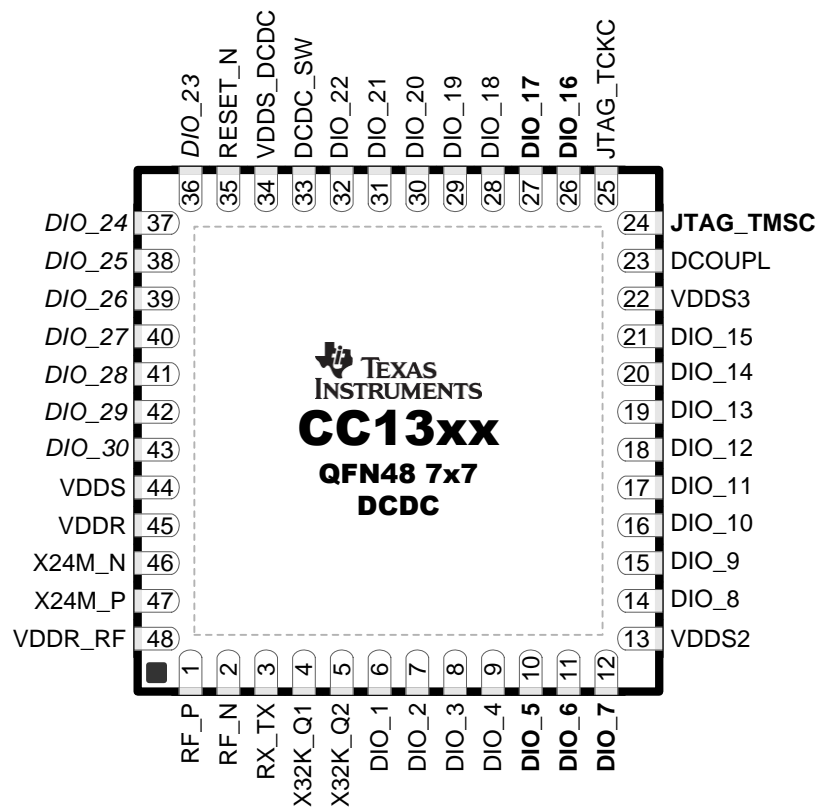 DIO_23
RESET_N
VDDS_DCDC
DCDC_SW
DIO_22
DIO_21
DIO_20
DIO_19
DIO_18
DIO_17
DIO_16
JTAG_TCKC
36
35
34
33
32
31
30
29
28
27
26
25
DIO_24 37
DIO_25 38
DIO_26 39
DIO_27 40
DIO_28 41
DIO_29 42
DIO_30 43
VDDS 44
VDDR 45
X24M_N 46
X24M_P 47
VDDR_RF 48
TEXAS
INSTRUMENTS
CC13xx
QFN48 7x7
DCDC
24 JTAG_TMSC
23 DCOUPL
22 VDDS3
21 DIO_15
20 DIO_14
19 DIO_13
18 DIO_12
17 DIO_11
16 DIO_10
15 DIO_9
14 DIO_8
13 VDDS2
1
2
3
4
5
6
7
8
9
10
11
12
RF_P
RF_N
RX_TX
X32K_Q1
X32K_Q2
DIO_1
DIO_2
DIO_3
DIO_4
DIO_5
DIO_6
DIO_7